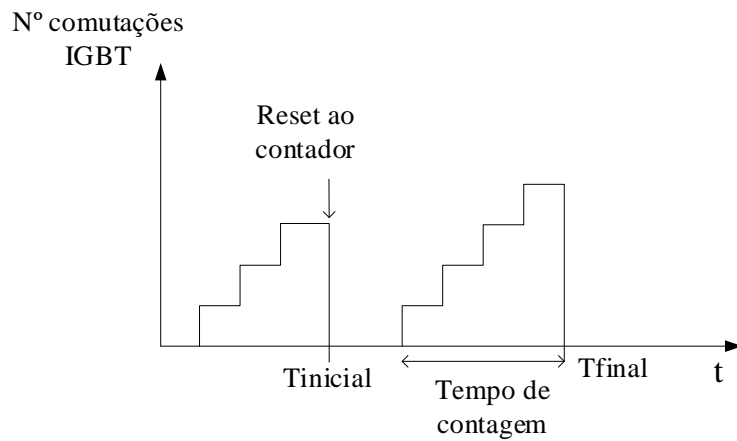 Nº comutações
IGBT
Reset ao
contador
Tinicial
Tempo de
contagem
Tfinal
t